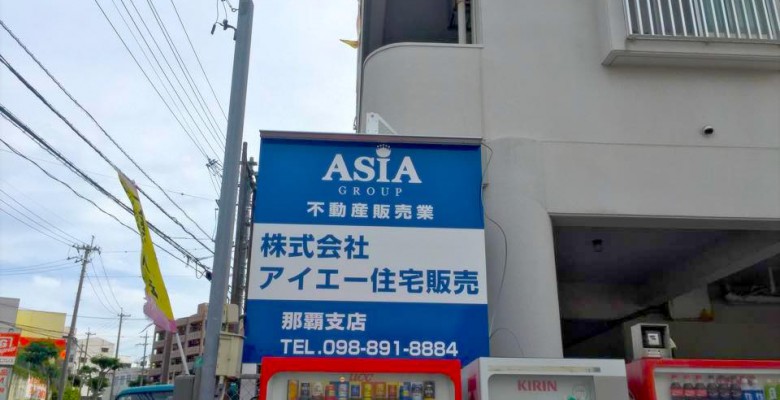 ASIA
GROUP
不動産販売業
株式会社
アイエー住宅販売
那覇支店
TEL.098-891-8884
KIRIN